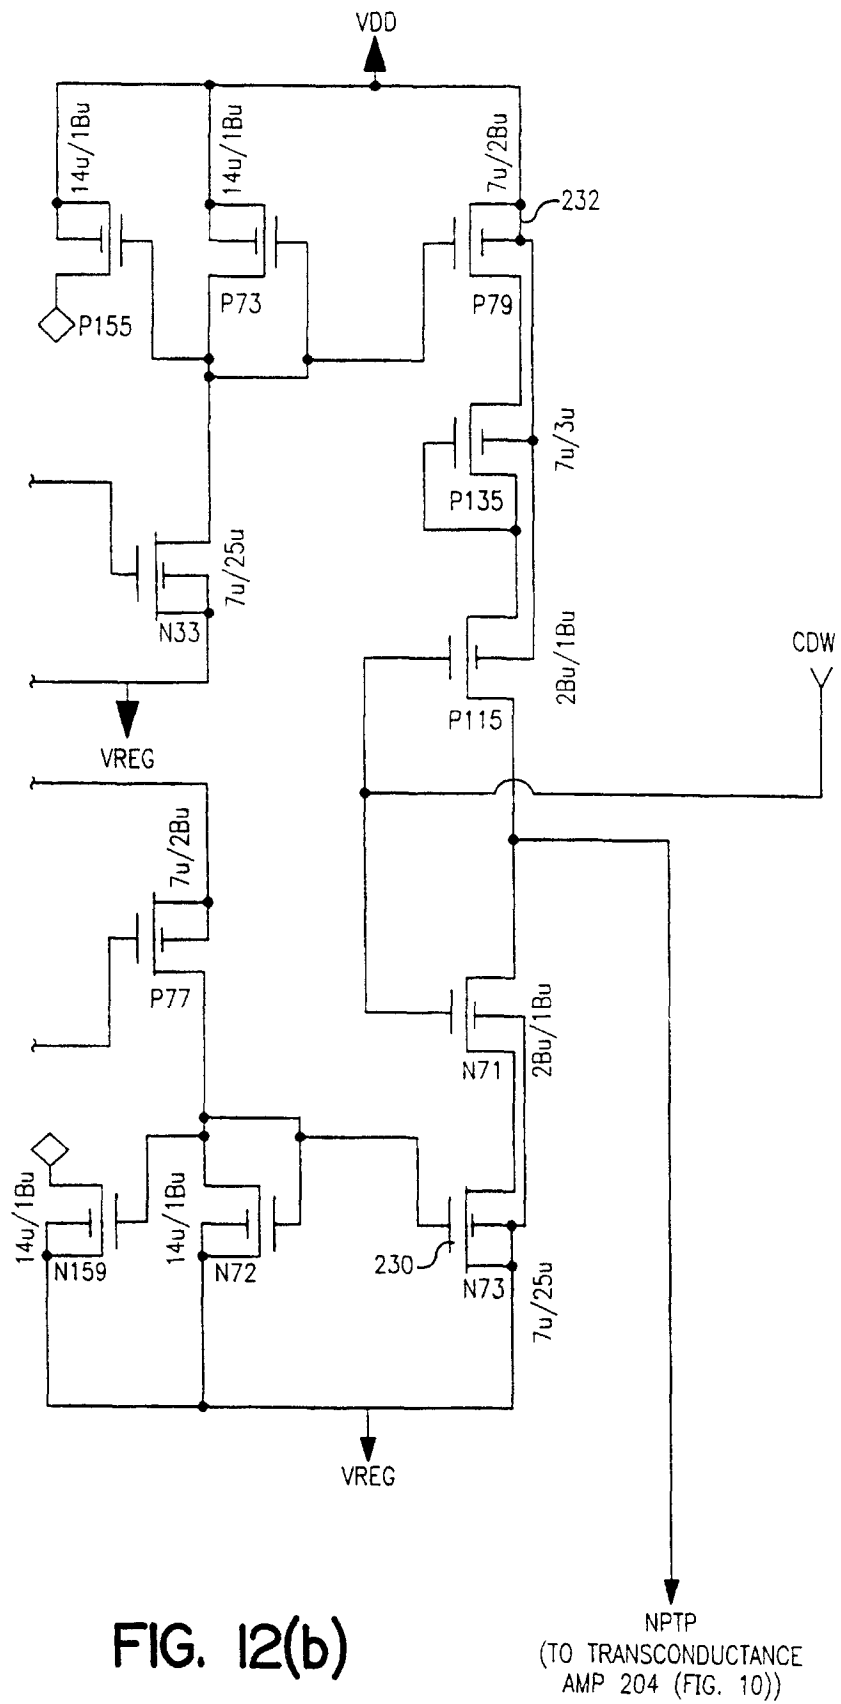 VDD
14u/1Bu
14u/1Bu
7u/2Bu
232
P155
P73
P79
7u/3u
P135
7u/25u
N33
2Bu/1Bu
CDW
P115
VREG
7u/2Bu
P77
2Bu/1Bu
N71
14u/1Bu
14u/1Bu
N159
N72
230
N73
7u/25u
VREG
NPTP
(TO TRANSCONDUCTANCE
AMP 204 (FIG. 10))
FIG. 12(b)